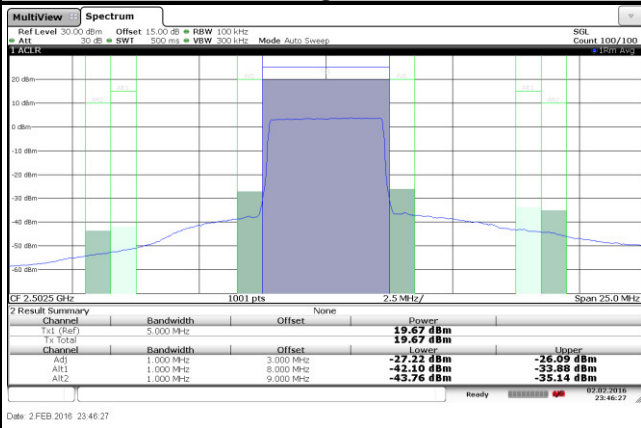 MultiView Spectrum
Ref Level 30.00 dBm Offset 15.00 dB RBW 100 kHz SGL
Att 30 dB SWT 500 ms VBW 300 kHz Mode Auto Sweep Count 100/100
1 ACLR 1Rm Avg
20 dBm
10 dBm
0 dBm
-10 dBm
-20 dBm
-30 dBm
-40 dBm
-50 dBm
-60 dBm
CF 2.5025 GHz 1001 pts 2.5 MHz/ Span 25.0 MHz
2 Result Summary None
Channel Bandwidth Offset Power
Tx1 (Ref) 5.000 MHz 19.67 dBm
Tx Total 19.67 dBm
Channel Bandwidth Offset Lower Upper
Adj 1.000 MHz 3.000 MHz -27.22 dBm -26.09 dBm
Alt1 1.000 MHz 8.000 MHz -42.10 dBm -33.88 dBm
Alt2 1.000 MHz 9.000 MHz -43.76 dBm -35.14 dBm
Ready 02.02.2016
23:46:27
Date: 2.FEB.2016 23:46:27